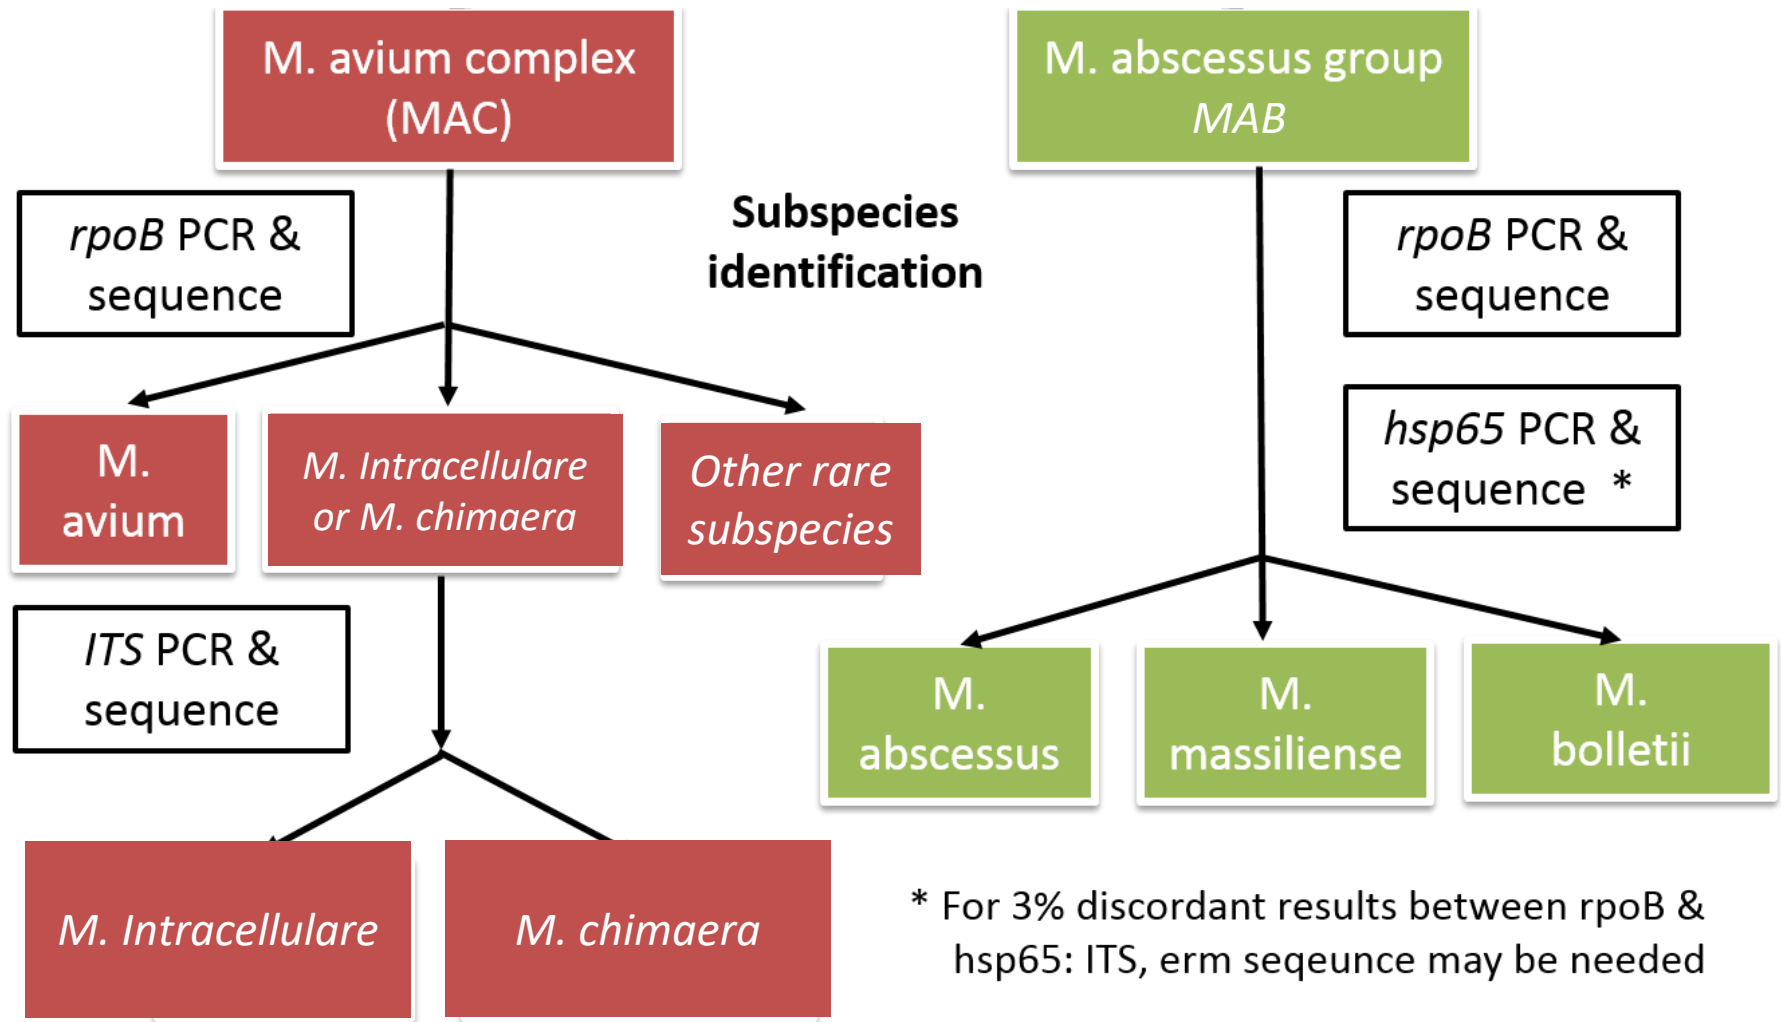 M. avium complex
(MAC)
M. abscessus group
MAB
rpoB PCR &
sequence
Subspecies
identification
rpoB PCR &
sequence
hsp65 PCR &
sequence *
M.
avium
M. Intracellulare
or M. chimaera
Other rare
subspecies
ITS PCR &
sequence
M.
abscessus
M.
massiliense
M.
bolletii
M. Intracellulare
M. chimaera
* For 3% discordant results between rpoB &
hsp65: ITS, erm seqeunce may be needed